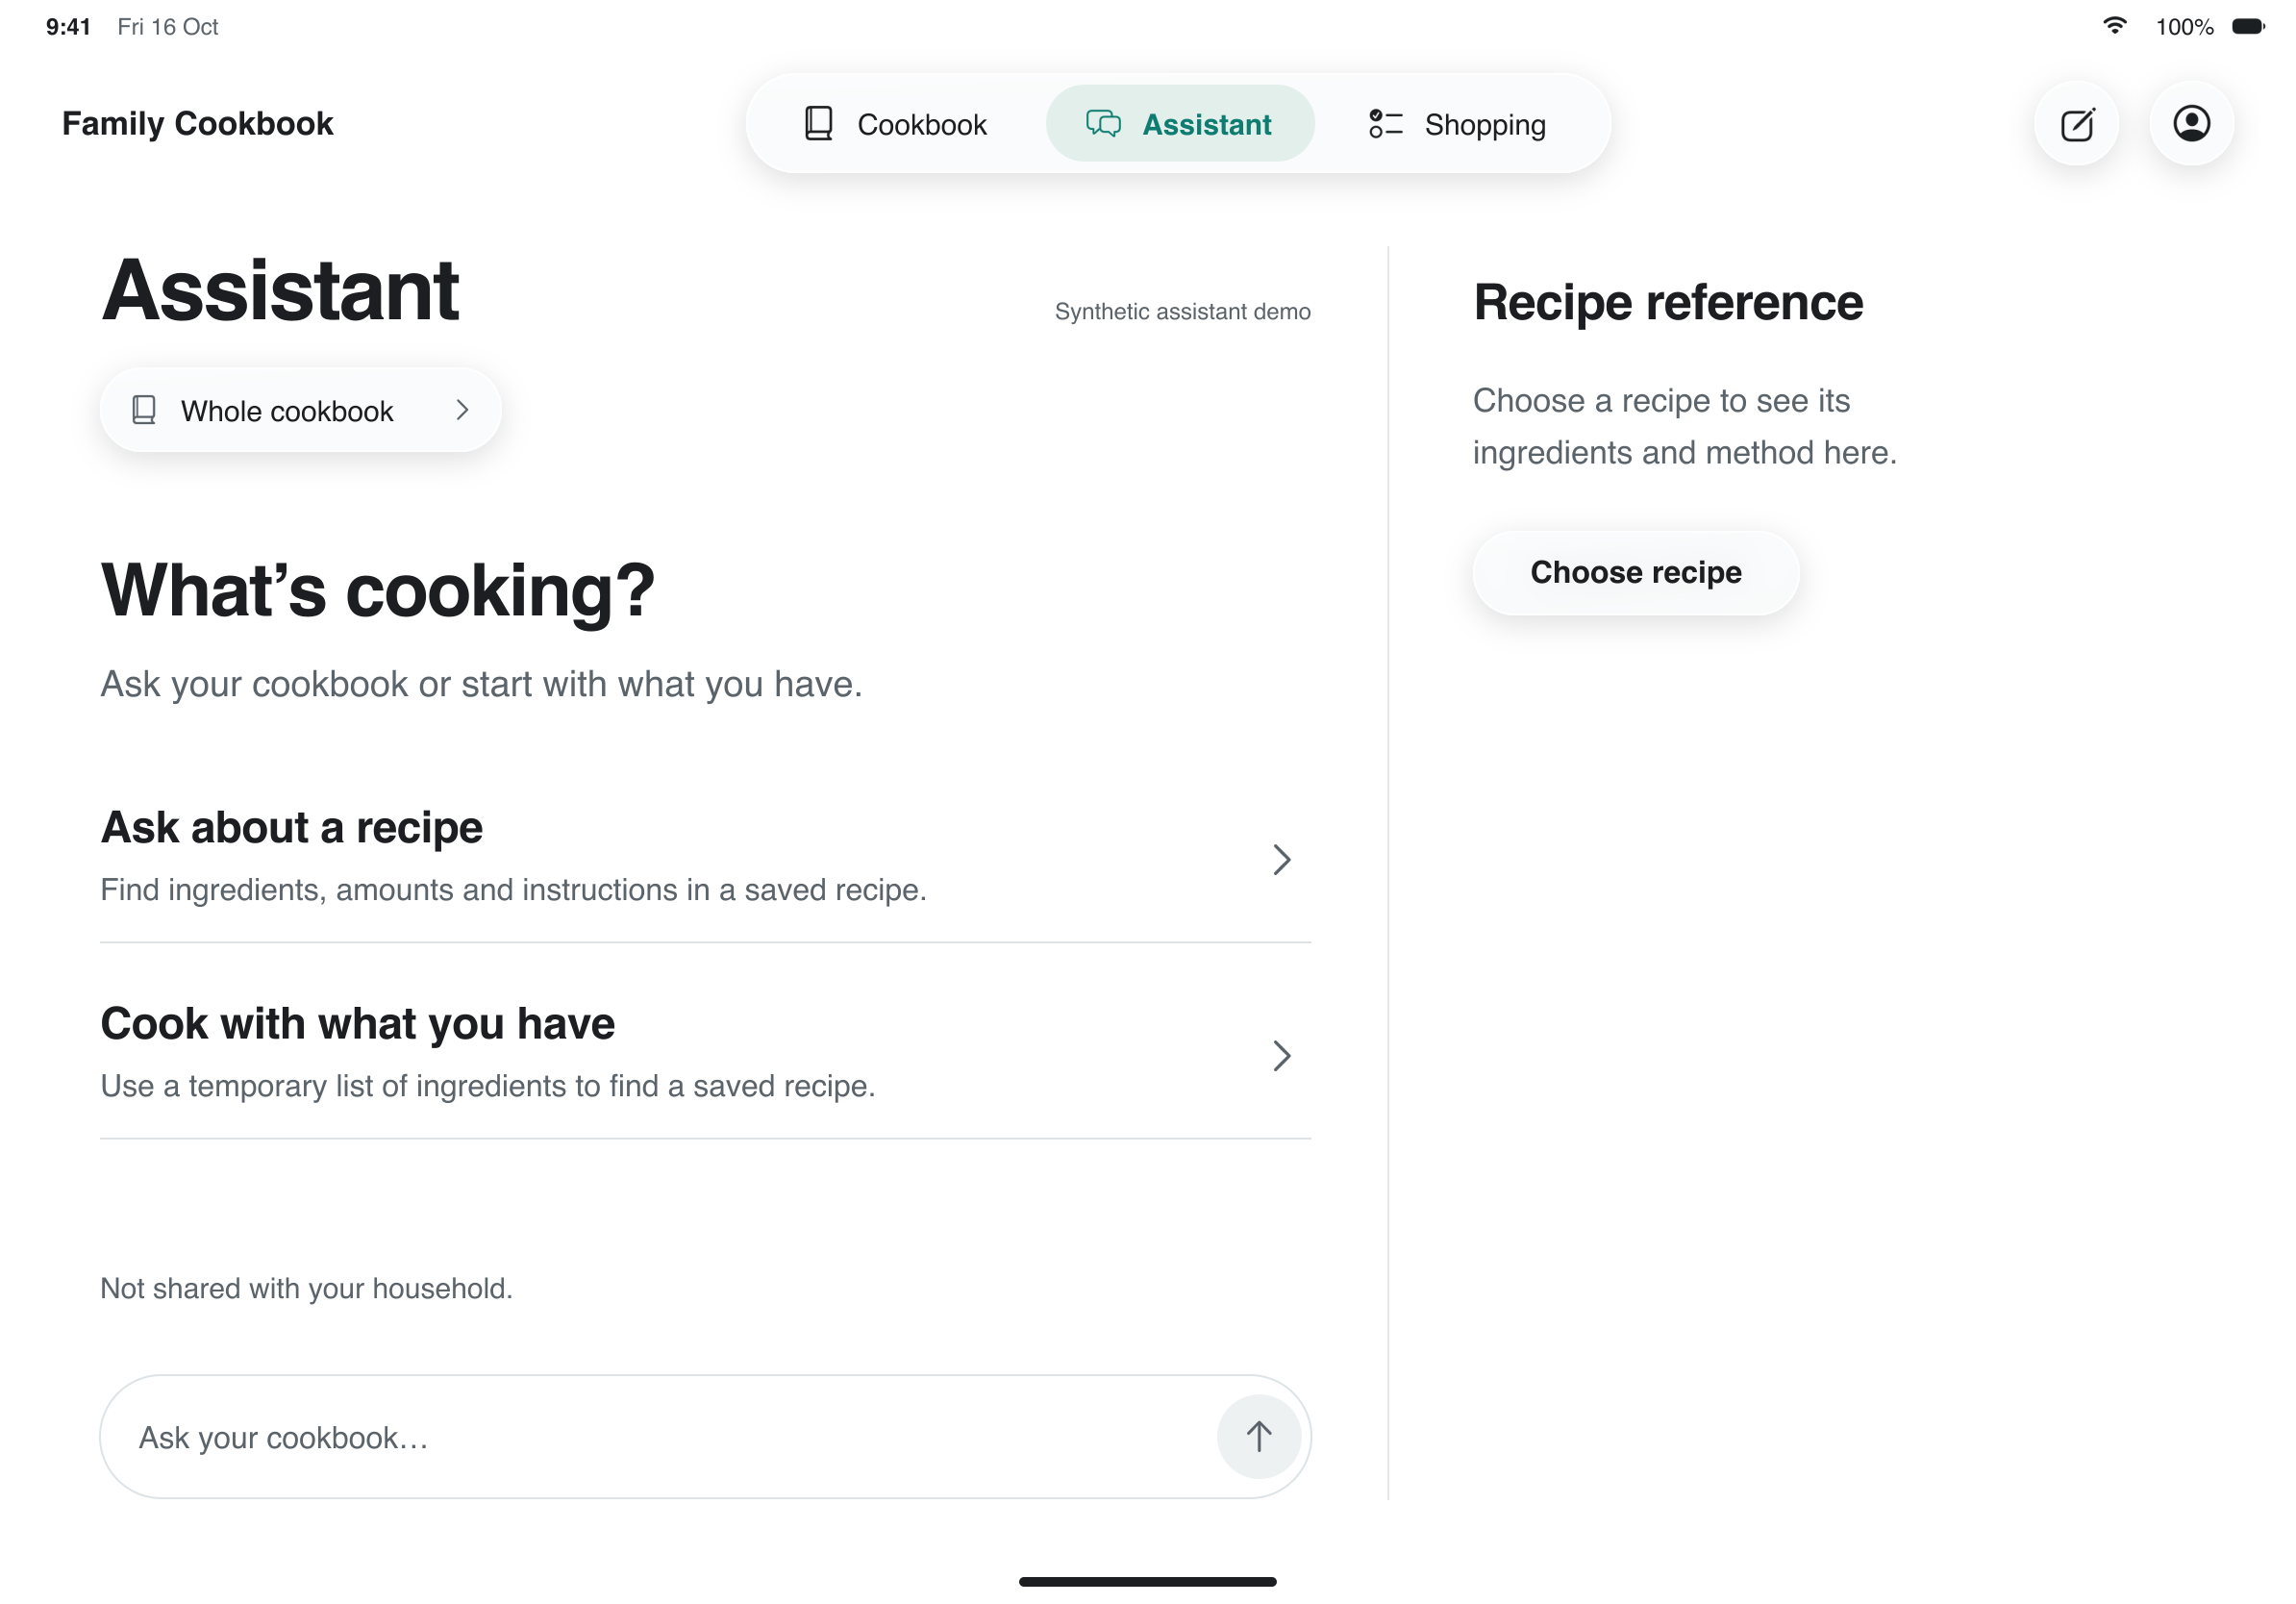 9:41 Fri 16 Oct
100%
Family Cookbook
Cookbook
Assistant
Shopping
Assistant
Synthetic assistant demo
Whole cookbook
What’s cooking?
Ask your cookbook or start with what you have.
Ask about a recipe
Find ingredients, amounts and instructions in a saved recipe.
Cook with what you have
Use a temporary list of ingredients to find a saved recipe.
Not shared with your household.
Ask your cookbook…
Recipe reference
Choose a recipe to see its
ingredients and method here.
Choose recipe